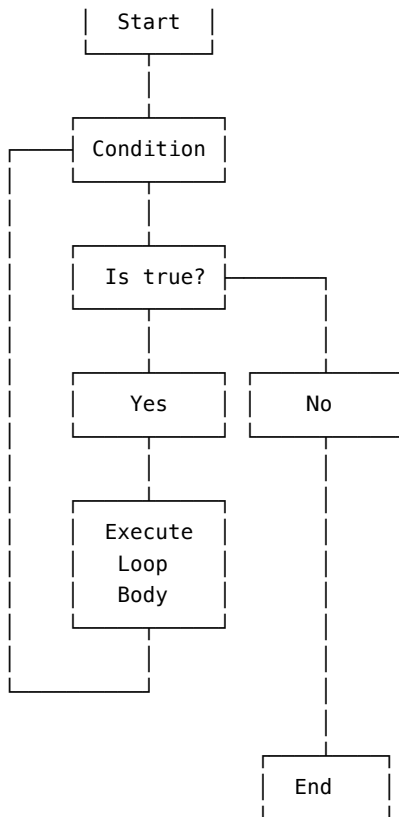 Start
Condition
Is true?
Yes
No
Execute
Loop
Body
End